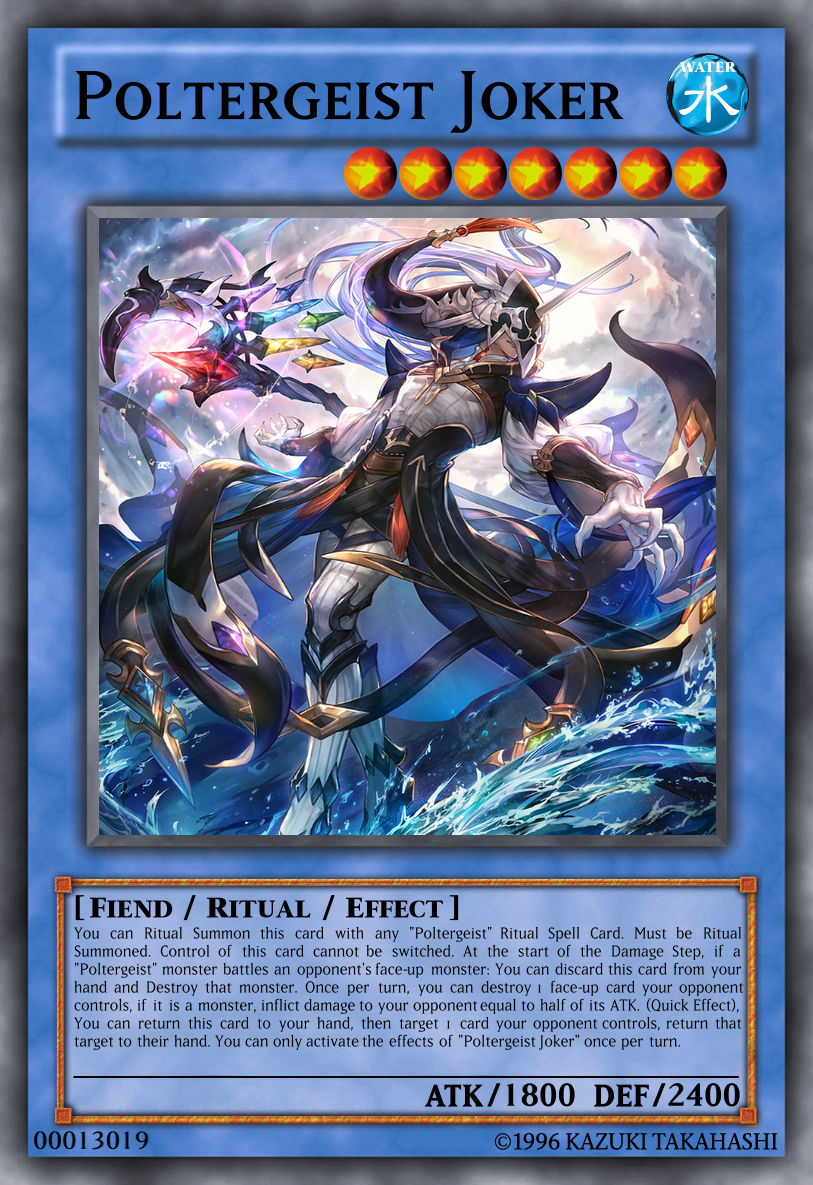 Poltergeist Joker
WATER
水
[ Fiend / Ritual / Effect ]
You can Ritual Summon this card with any "Poltergeist" Ritual Spell Card. Must be Ritual
Summoned. Control of this card cannot be switched. At the start of the Damage Step, if a
"Poltergeist" monster battles an opponent's face-up monster: You can discard this card from your
hand and Destroy that monster. Once per turn, you can destroy 1 face-up card your opponent
controls, if it is a monster, inflict damage to your opponent equal to half of its ATK. (Quick Effect),
You can return this card to your hand, then target 1 card your opponent controls, return that
target to their hand. You can only activate the effects of "Poltergeist Joker" once per turn.
ATK/1800 DEF/2400
00013019
©1996 KAZUKI TAKAHASHI